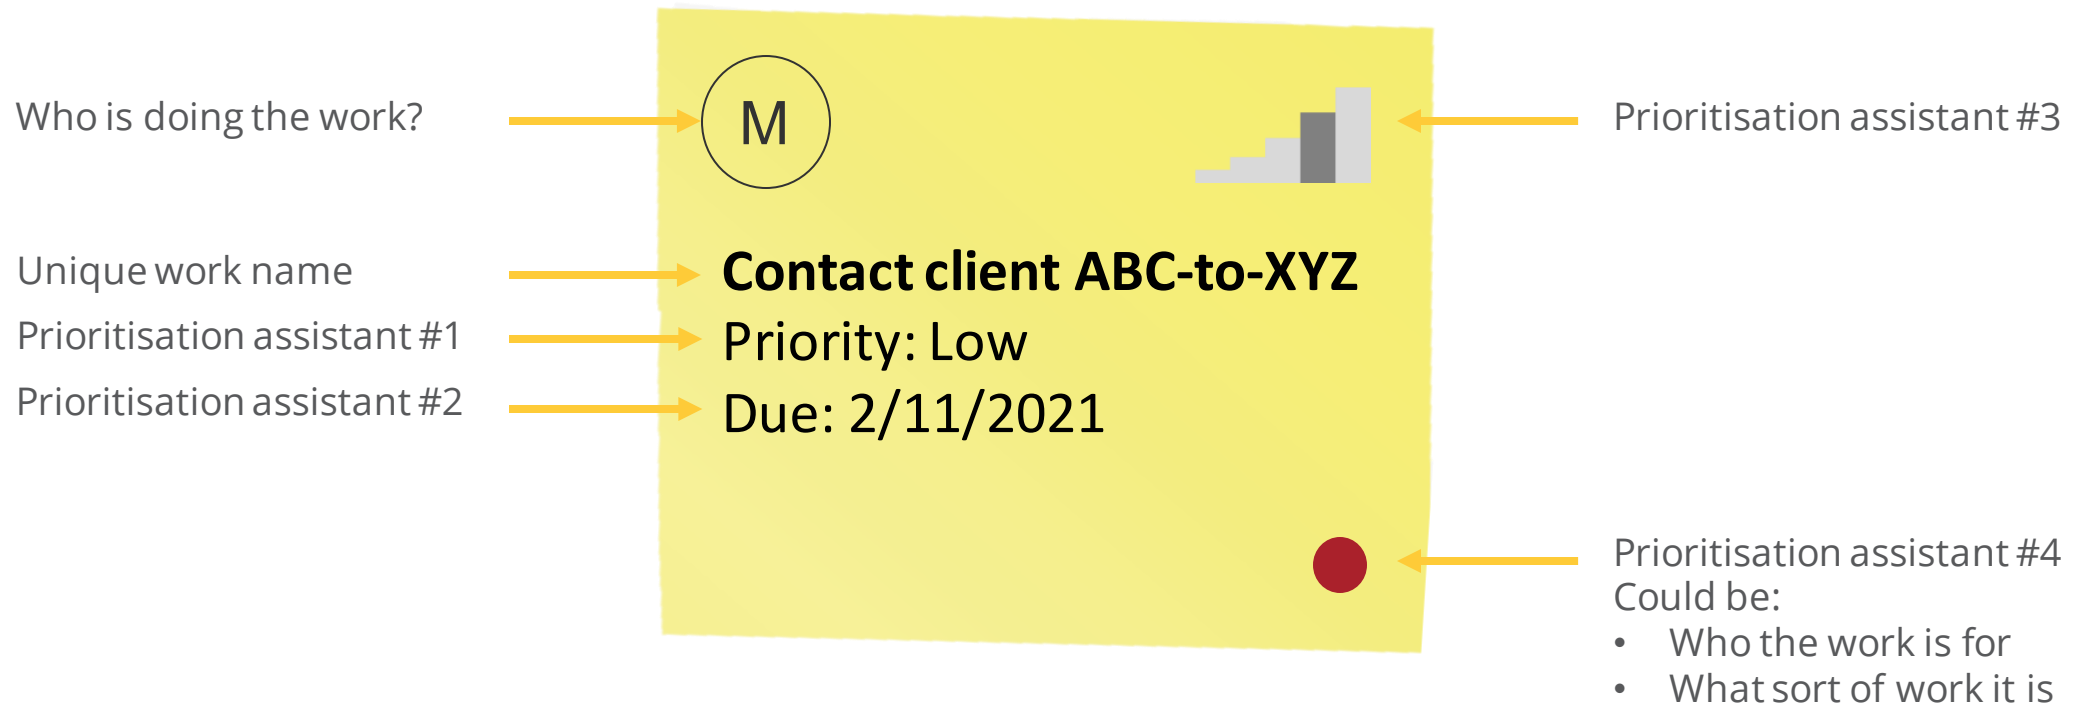 Who is doing the work?
M
Prioritisation assistant #3
Unique work name
Contact client ABC-to-XYZ
Prioritisation assistant #1
Priority: Low
Prioritisation assistant #2
Due: 2/11/2021
Prioritisation assistant #4
Could be:
• Who the work is for
• What sort of work it is